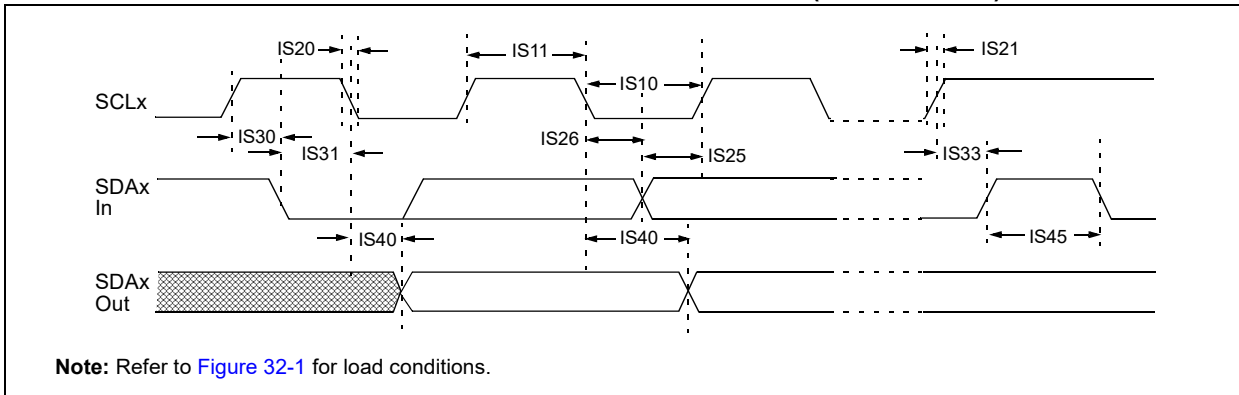 IS20
IS11
IS21
IS10
SCLx
IS30
IS26
IS31
IS25
IS33
SDAx
In
IS40
IS40
IS45
SDAx
Out
Note: Refer to Figure 32-1 for load conditions.